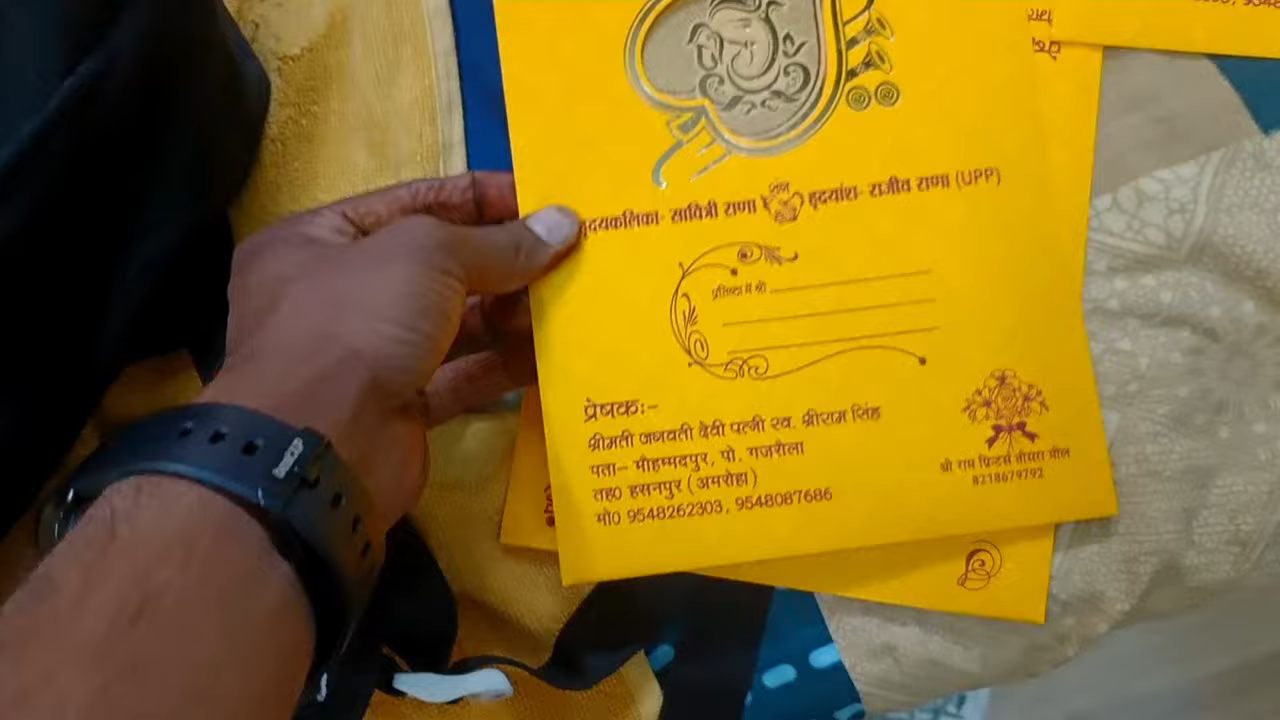 हृदयकलिका- सावित्री राणा संग हृदयांश- राजीव राणा (UPP)
प्रतिष्ठा में श्री
प्रेषकः-
श्रीमती जगवती देवी पत्नी स्व. श्रीराम सिंह
पता- मौहम्मदपुर, पो. गजरौला
तह0 हसनपुर (अमरोहा)
मो0 9548262303, 9548087686
श्री राम प्रिन्टर्स तीसरा मील
8218679792